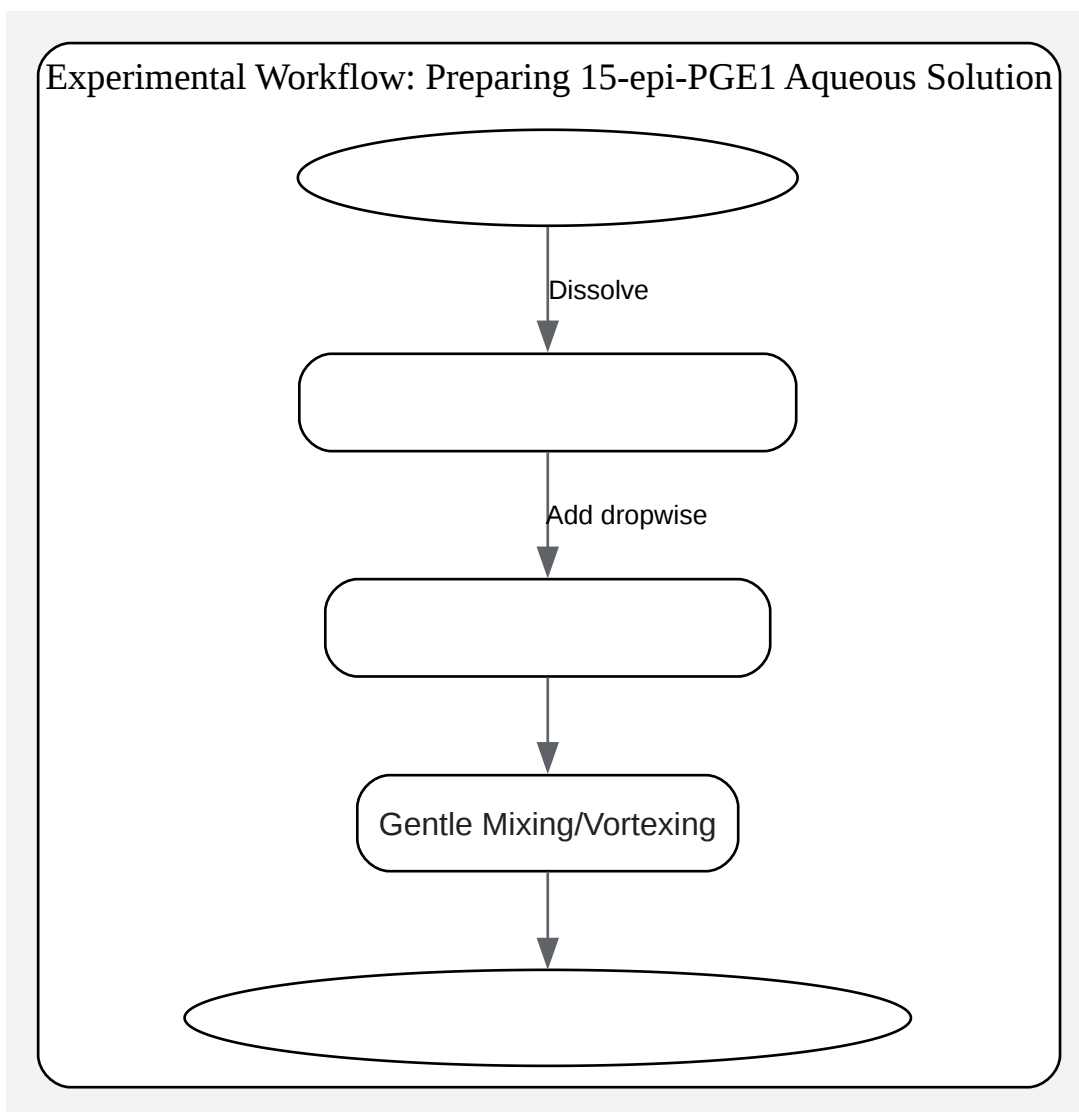 Experimental Workflow: Preparing 15-epi-PGE1 Aqueous Solution
Dissolve
Add dropwise
Gentle Mixing/Vortexing